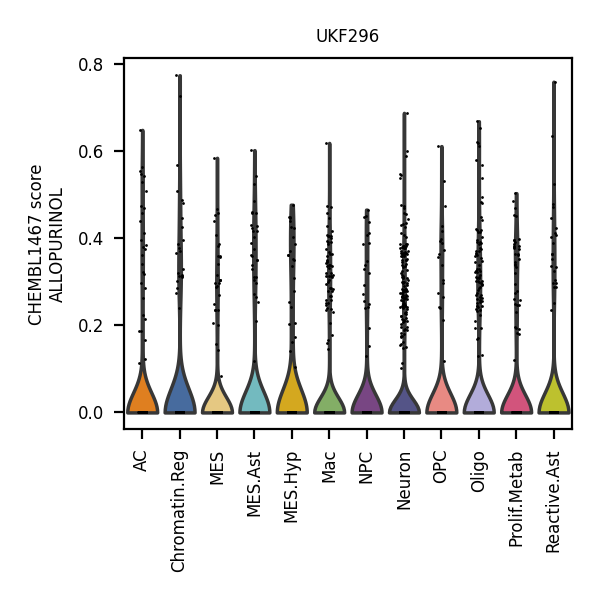 UKF296
CHEMBL1467 score
ALLOPURINOL
0.8
0.6
0.4
0.2
0.0
AC
Chromatin.Reg
MES
MES.Ast
MES.Hyp
Mac
NPC
Neuron
OPC
Oligo
Prolif.Metab
Reactive.Ast